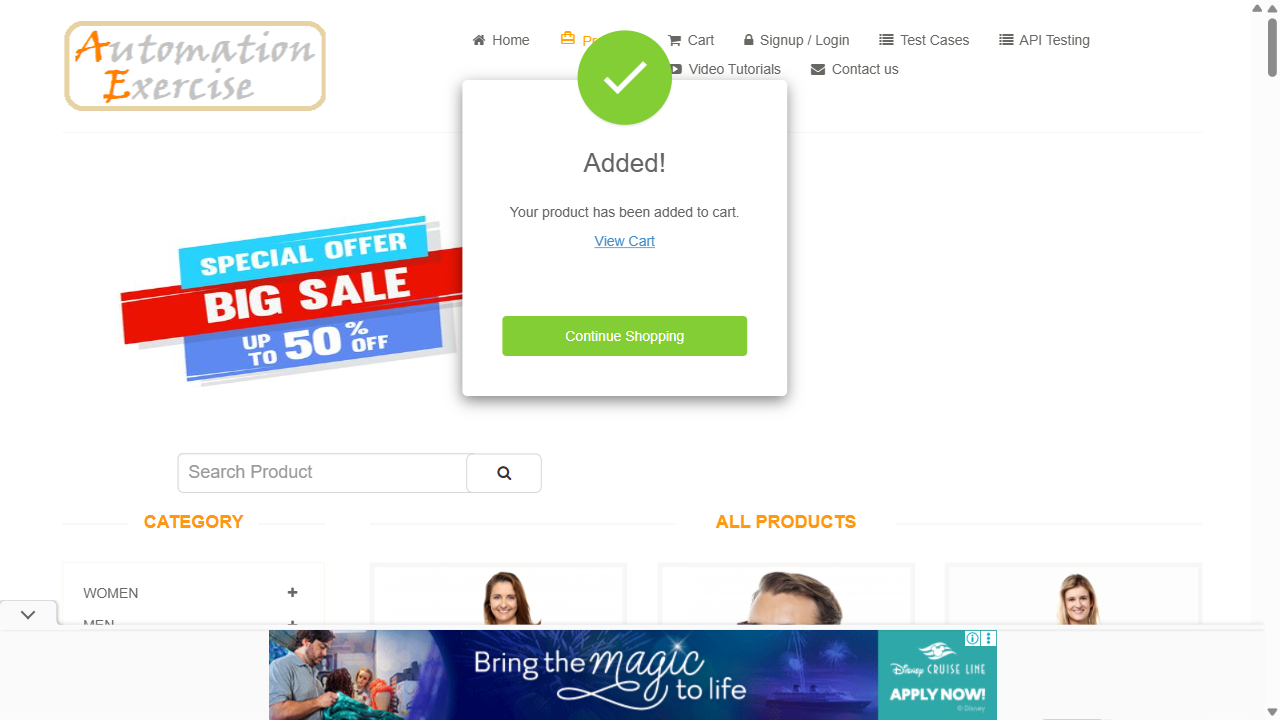 Automation
Exercise
Home
Cart
Signup / Login
Test Cases
API Testing
Video Tutorials
Contact us
Added!
Your product has been added to cart.
View Cart
Continue Shopping
SPECIAL OFFER
BIG SALE
UP TO 50% OFF
Search Product
CATEGORY
ALL PRODUCTS
WOMEN
MEN
Bring the magic to life
Disney CRUISE LINE
APPLY NOW!
© Disney